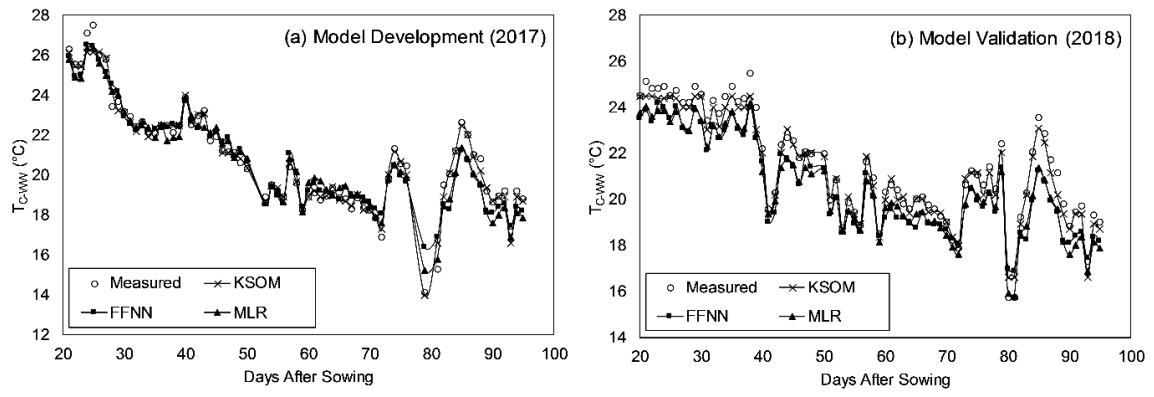 (a) Model Development (2017)
28
26
24
22
20
18
16
14
12
T_C-WW (°C)
Measured
KSOM
FFNN
MLR
20 30 40 50 60 70 80 90 100
Days After Sowing
(b) Model Validation (2018)
28
26
24
22
20
18
16
14
T_C-WW (°C)
Measured
KSOM
FFNN
MLR
20 30 40 50 60 70 80 90 100
Days After Sowing